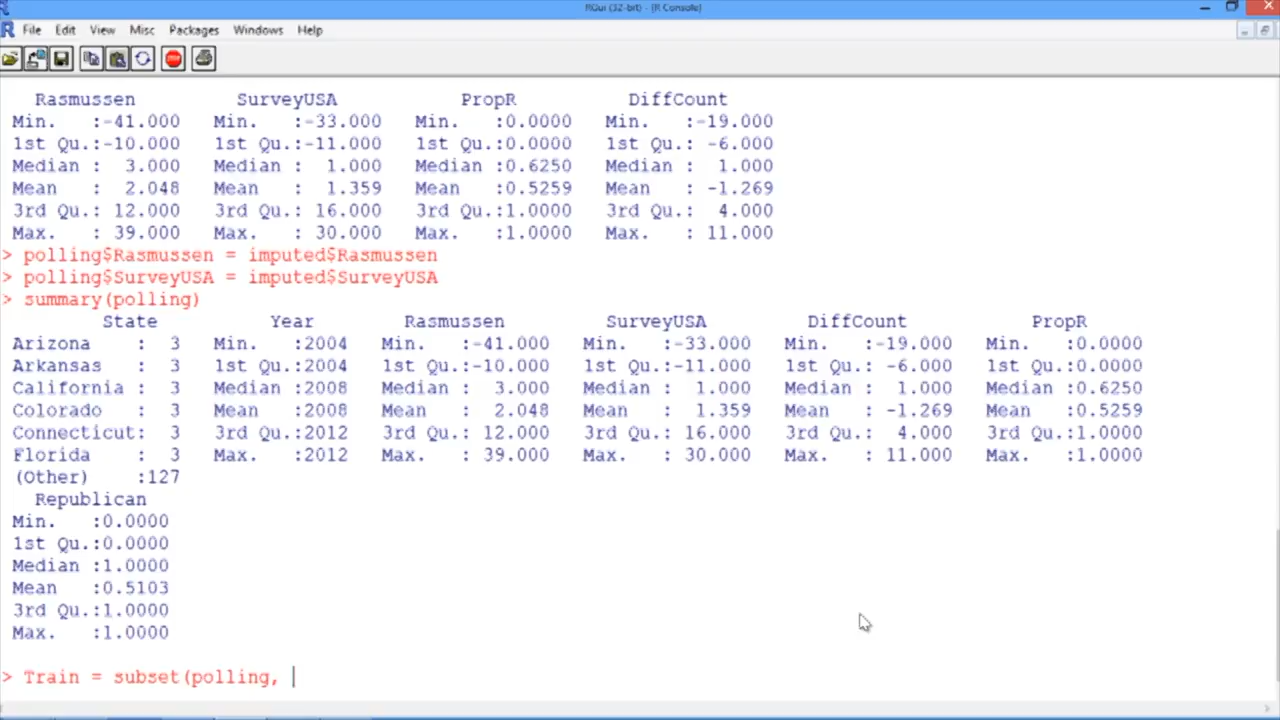 RGui (32-bit) - [R Console]
File Edit View Misc Packages Windows Help
STOP
Rasmussen SurveyUSA PropR DiffCount
Min. :-41.000 Min. :-33.000 Min. :0.0000 Min. :-19.000
1st Qu.:-10.000 1st Qu.:-11.000 1st Qu.:0.0000 1st Qu.: -6.000
Median : 3.000 Median : 1.000 Median :0.6250 Median : 1.000
Mean : 2.048 Mean : 1.359 Mean :0.5259 Mean : -1.269
3rd Qu.: 12.000 3rd Qu.: 16.000 3rd Qu.:1.0000 3rd Qu.: 4.000
Max. : 39.000 Max. : 30.000 Max. :1.0000 Max. : 11.000
> polling$Rasmussen = imputed$Rasmussen
> polling$SurveyUSA = imputed$SurveyUSA
> summary(polling)
State Year Rasmussen SurveyUSA DiffCount PropR
Arizona : 3 Min. :2004 Min. :-41.000 Min. :-33.000 Min. :-19.000 Min. :0.0000
Arkansas : 3 1st Qu.:2004 1st Qu.:-10.000 1st Qu.:-11.000 1st Qu.: -6.000 1st Qu.:0.0000
California : 3 Median :2008 Median : 3.000 Median : 1.000 Median : 1.000 Median :0.6250
Colorado : 3 Mean :2008 Mean : 2.048 Mean : 1.359 Mean : -1.269 Mean :0.5259
Connecticut: 3 3rd Qu.:2012 3rd Qu.: 12.000 3rd Qu.: 16.000 3rd Qu.: 4.000 3rd Qu.:1.0000
Florida : 3 Max. :2012 Max. : 39.000 Max. : 30.000 Max. : 11.000 Max. :1.0000
(Other) :127
Republican
Min. :0.0000
1st Qu.:0.0000
Median :1.0000
Mean :0.5103
3rd Qu.:1.0000
Max. :1.0000
> Train = subset(polling,